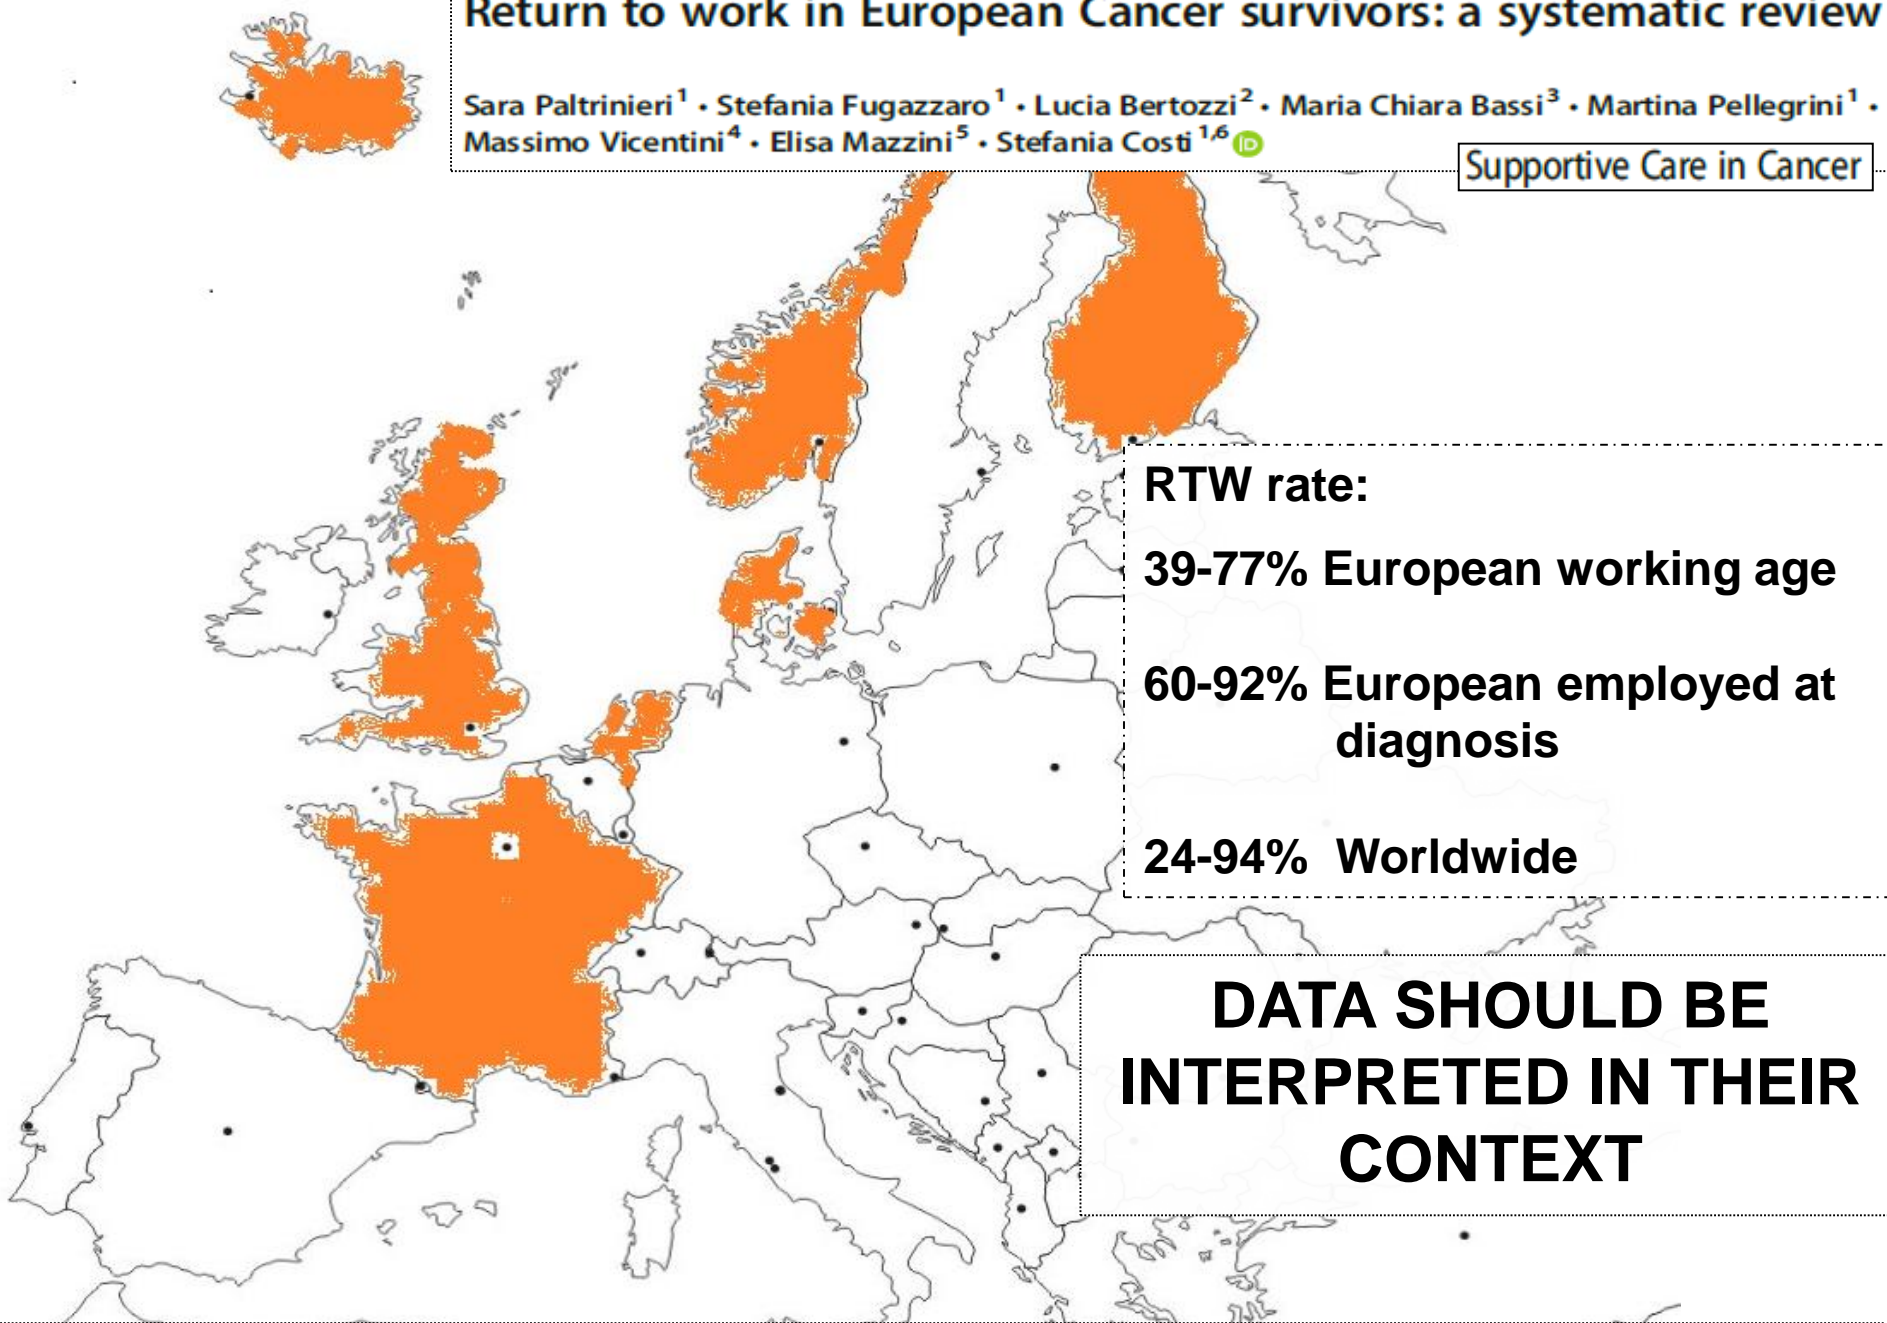 Return to work in European Cancer survivors: a systematic review
Sara Paltrinieri¹ • Stefania Fugazzaro¹ • Lucia Bertozzi² • Maria Chiara Bassi³ • Martina Pellegrini¹ •
Massimo Vicentini⁴ • Elisa Mazzini⁵ • Stefania Costi¹,⁶ iD
Supportive Care in Cancer
RTW rate:
39-77% European working age
60-92% European employed at
diagnosis
24-94% Worldwide
DATA SHOULD BE
INTERPRETED IN THEIR
CONTEXT